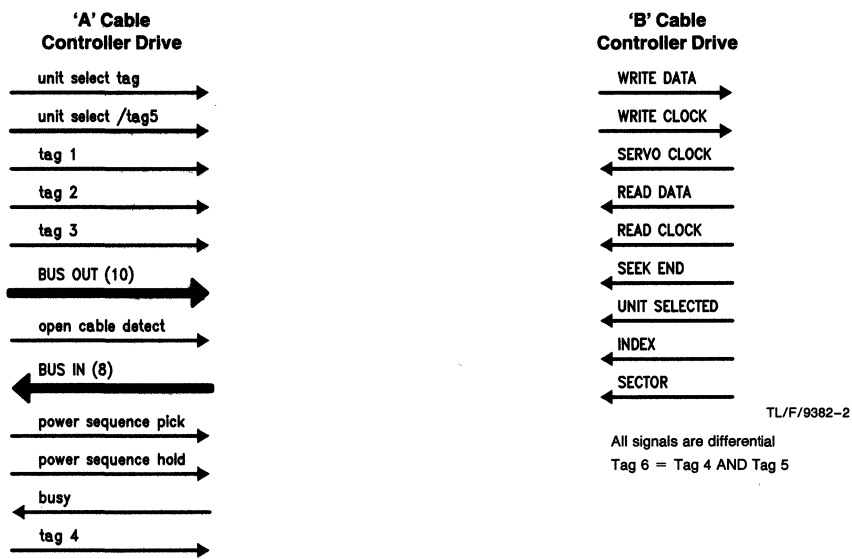 'A' Cable
Controller Drive
unit select tag
unit select /tag5
tag 1
tag 2
tag 3
BUS OUT (10)
open cable detect
BUS IN (8)
power sequence pick
power sequence hold
busy
tag 4
'B' Cable
Controller Drive
WRITE DATA
WRITE CLOCK
SERVO CLOCK
READ DATA
READ CLOCK
SEEK END
UNIT SELECTED
INDEX
SECTOR
TL/F/9382–2
All signals are differential
Tag 6 = Tag 4 AND Tag 5